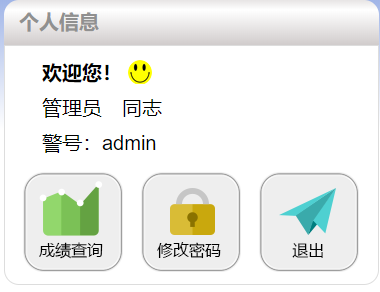 个人信息
欢迎您！
管理员 同志
警号：admin
成绩查询 修改密码 退出